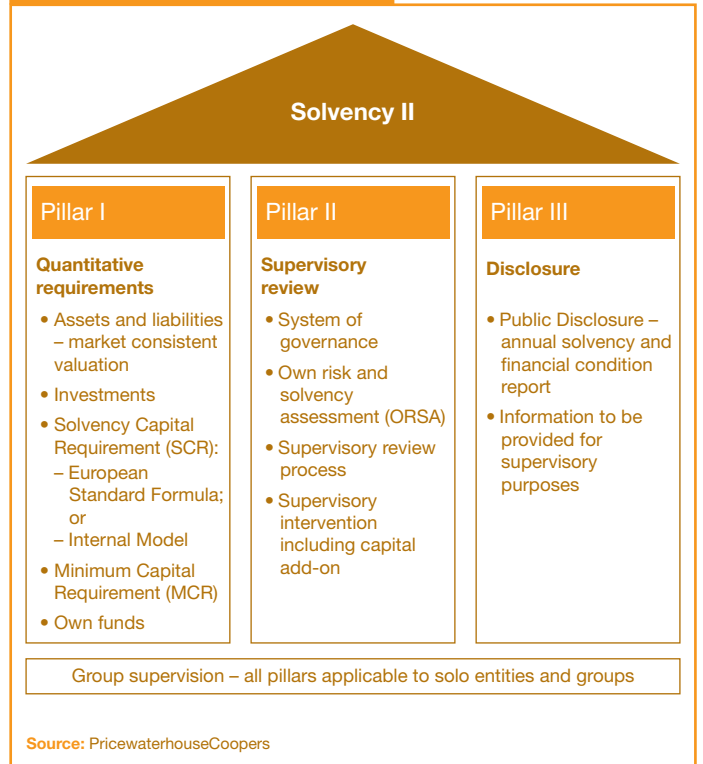 Solvency II
Pillar I
Quantitative
requirements
• Assets and liabilities
– market consistent
valuation
• Investments
• Solvency Capital
Requirement (SCR):
– European
Standard Formula;
or
– Internal Model
• Minimum Capital
Requirement (MCR)
• Own funds
Pillar II
Supervisory
review
• System of
governance
• Own risk and
solvency
assessment (ORSA)
• Supervisory review
process
• Supervisory
intervention
including capital
add-on
Pillar III
Disclosure
• Public Disclosure –
annual solvency and
financial condition
report
• Information to be
provided for
supervisory
purposes
Group supervision – all pillars applicable to solo entities and groups
Source: PricewaterhouseCoopers